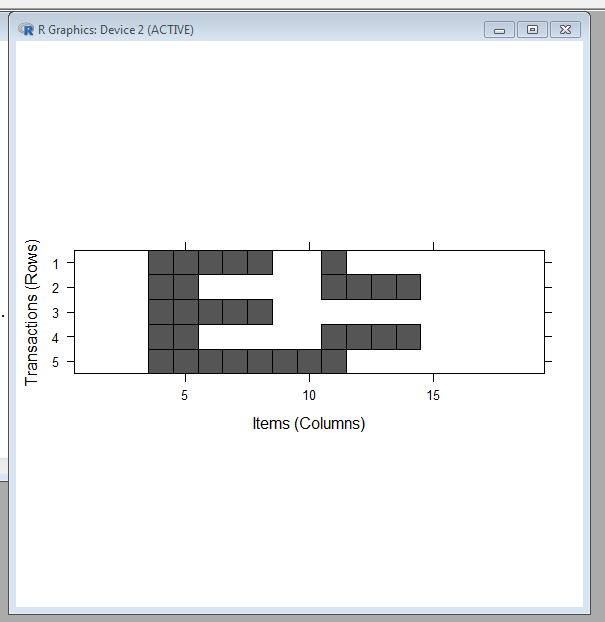 R Graphics: Device 2 (ACTIVE)
Transactions (Rows)
1
2
3
4
5
5 10 15
Items (Columns)